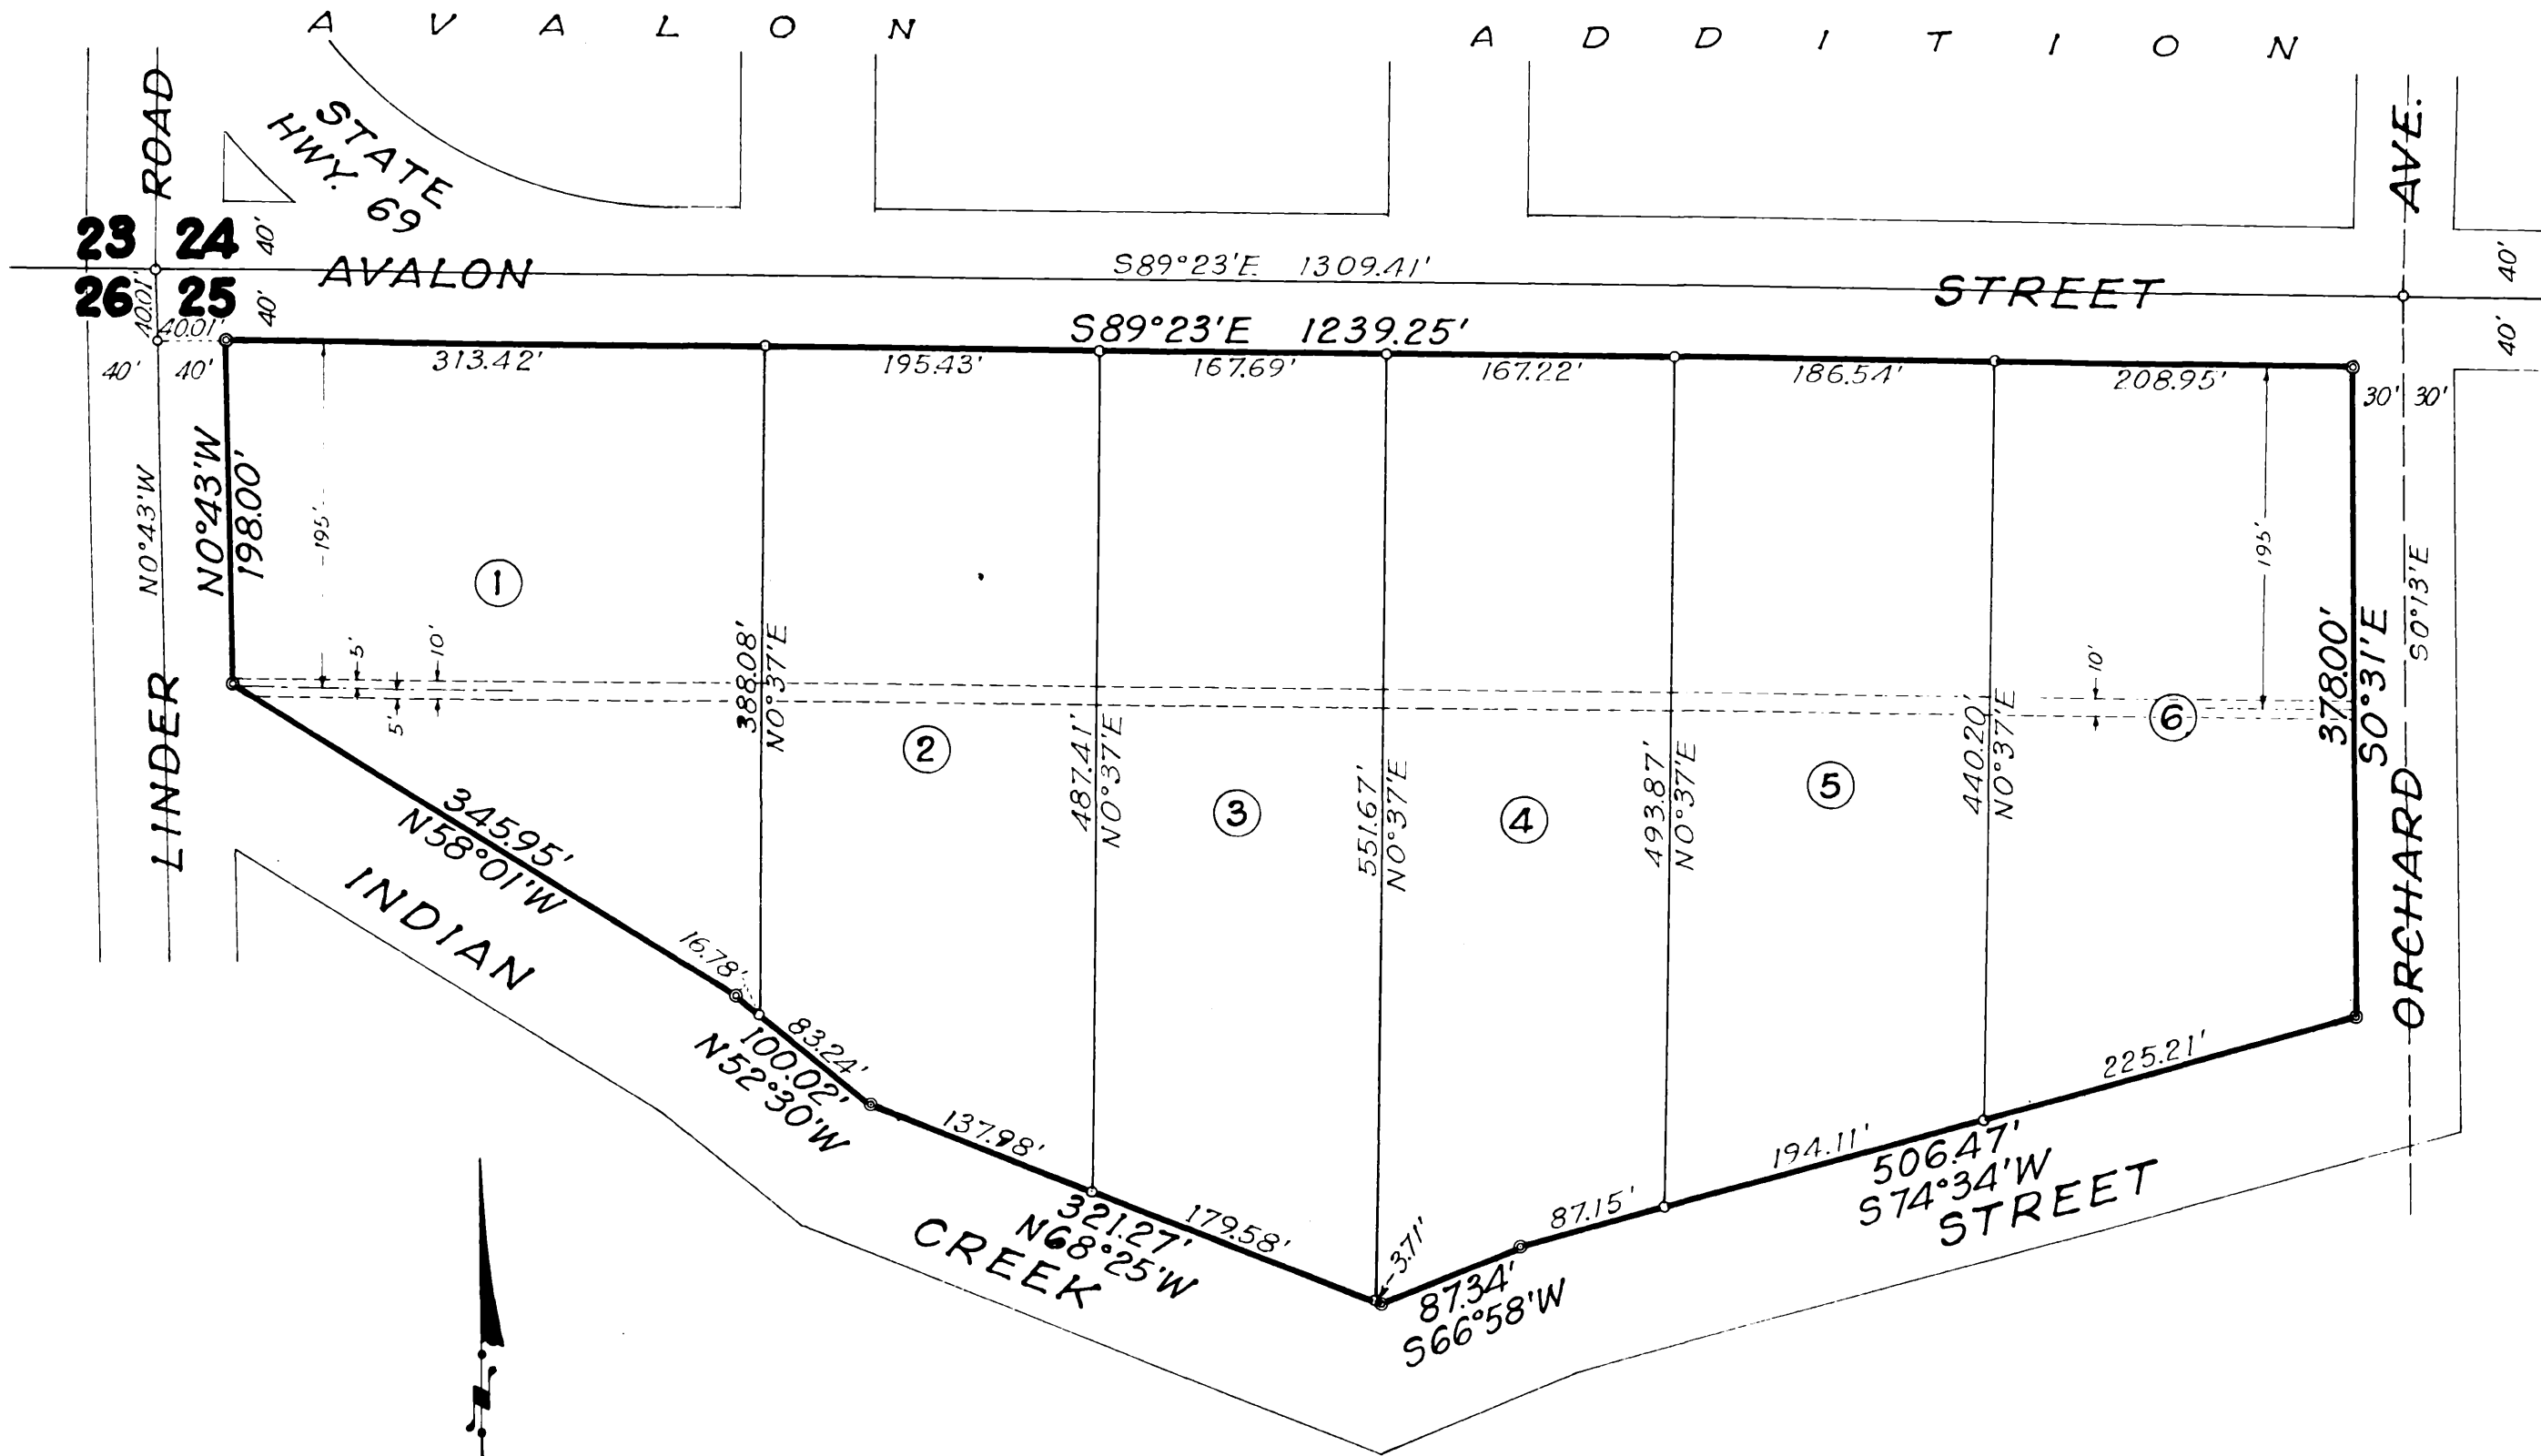 AVALON ADDITION
ROAD
STATE
HWY. 69
AVE.
23 24
26 25
40'
40'
40.01'
40.01'
40' 40'
AVALON
S89°23'E 1309.41'
STREET
40'
40'
S89°23'E 1239.25'
313.42'
195.43'
167.69'
167.22'
186.54'
208.95'
30' 30'
N0°43'W
N0°43'W
198.00'
195'
5'
5'
10'
1
388.08'
N0°37'E
2
487.41'
N0°37'E
3
551.67'
N0°37'E
4
493.87'
N0°37'E
5
440.20'
N0°37'E
10'
6
195'
378.00'
S0°31'E
S0°13'E
LINDER
ORCHARD
345.95'
N58°01'W
INDIAN
16.78'
83.24'
100.02'
N52°30'W
137.98'
321.27'
N68°25'W
179.58'
CREEK
3.71'
87.34'
S66°58'W
87.15'
194.11'
506.47'
S74°34'W
225.21'
STREET
N